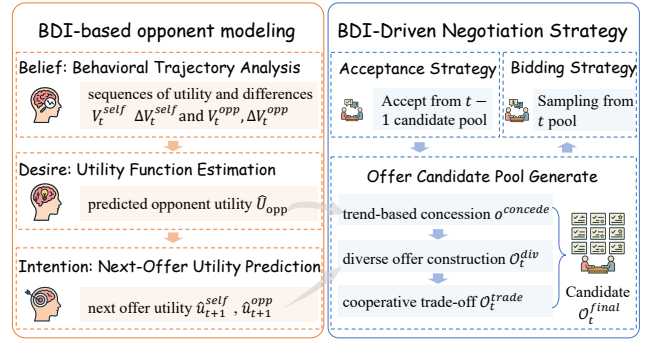 BDI-based opponent modeling
Belief: Behavioral Trajectory Analysis
sequences of utility and differences
V_t^{self} ΔV_t^{self} and V_t^{opp}, ΔV_t^{opp}
Desire: Utility Function Estimation
predicted opponent utility Û_{opp}
Intention: Next-Offer Utility Prediction
next offer utility û_{t+1}^{self} , û_{t+1}^{opp}
BDI-Driven Negotiation Strategy
Acceptance Strategy
Accept from t −
1 candidate pool
Bidding Strategy
Sampling from
t pool
Offer Candidate Pool Generate
trend-based concession o^{concede}
diverse offer construction 𝒪_t^{div}
cooperative trade-off 𝒪_t^{trade}
Candidate
𝒪_t^{final}